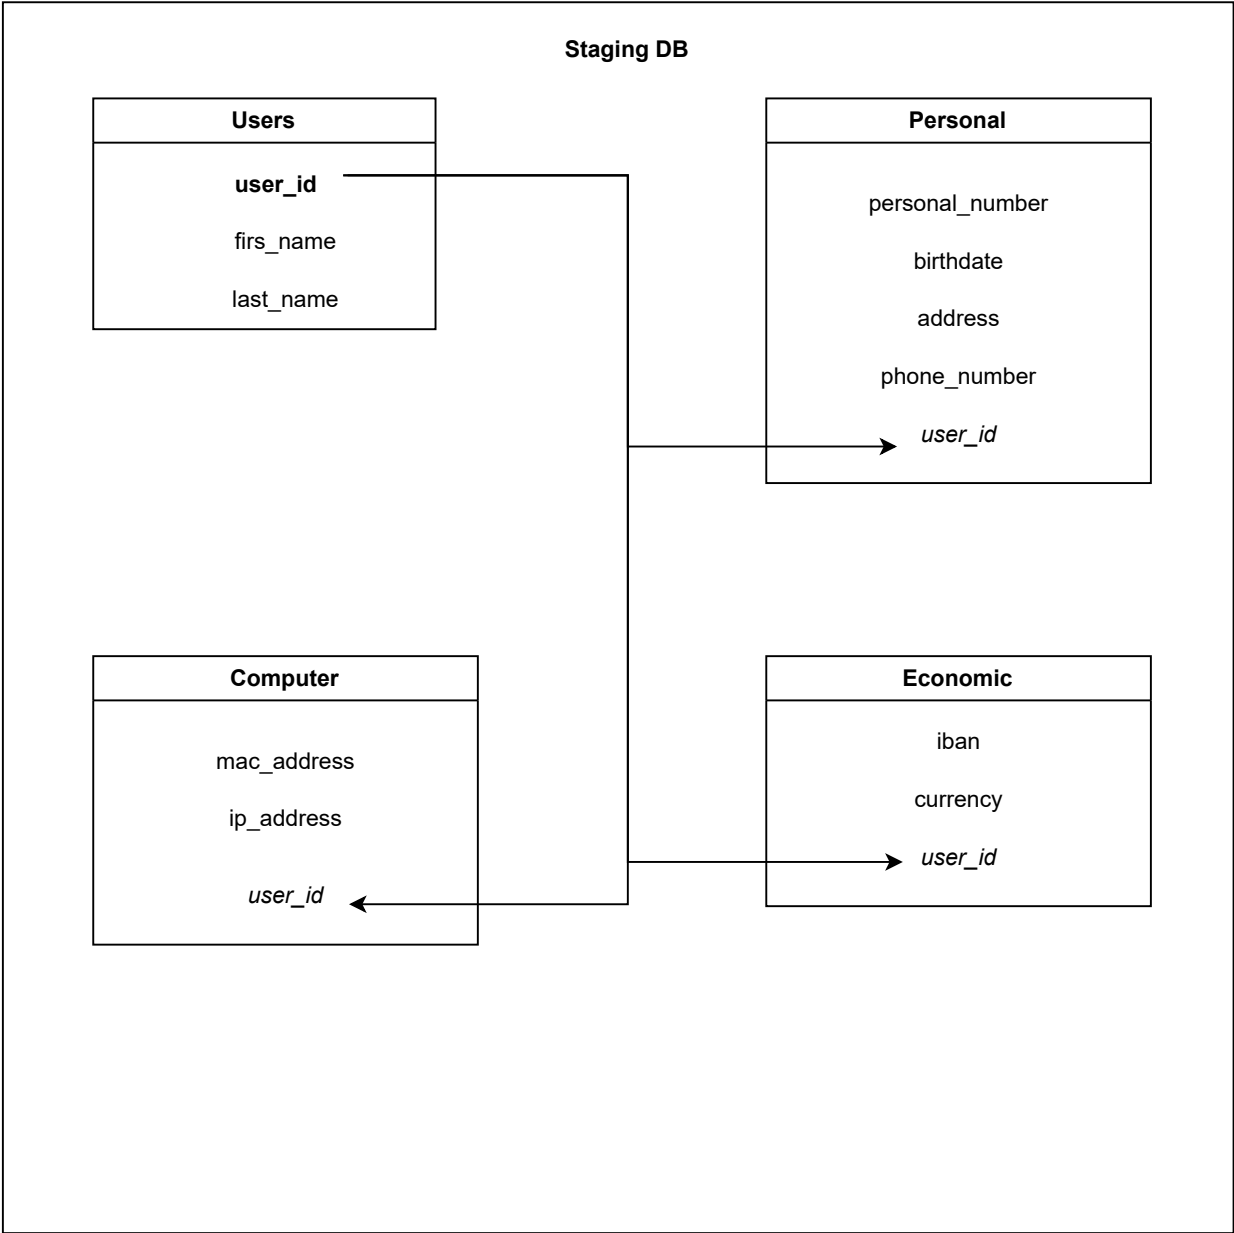 Staging DB
Users
user_id
firs_name
last_name
Personal
personal_number
birthdate
address
phone_number
user_id
Computer
mac_address
ip_address
user_id
Economic
iban
currency
user_id